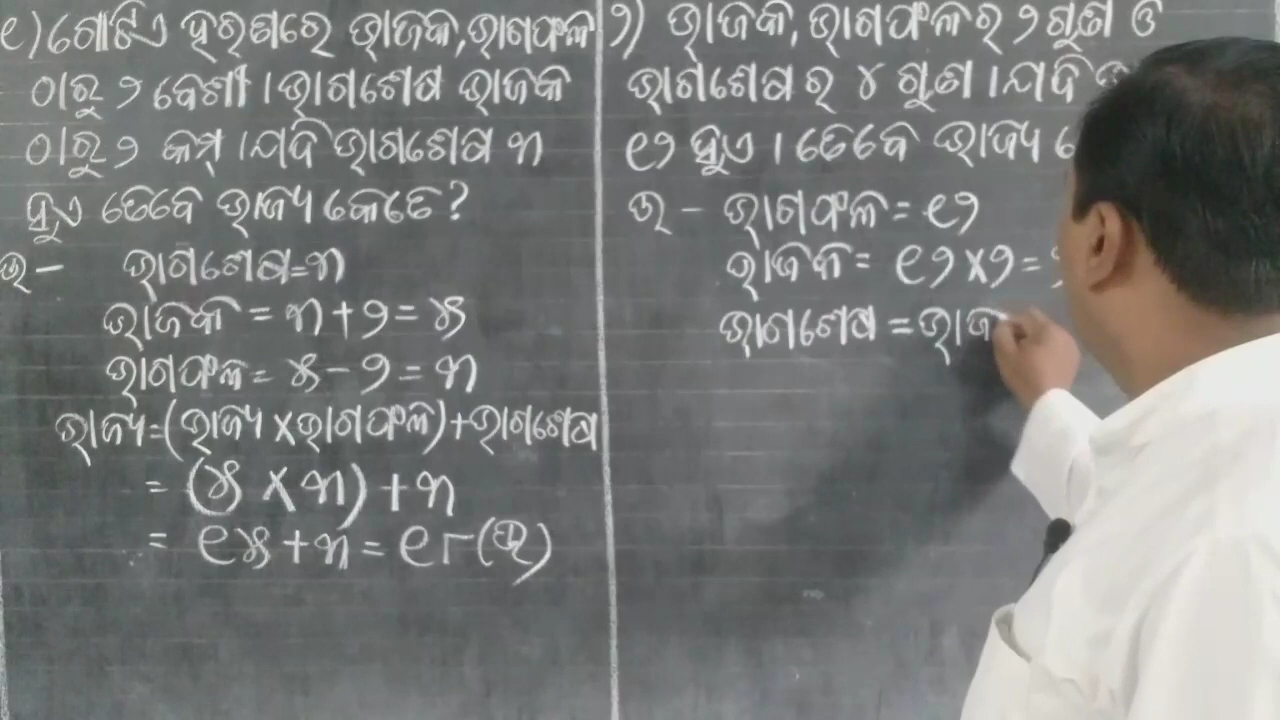 ୧) ଗୋଟିଏ ହରଣରେ ଭାଜକ, ଭାଗଫଳ
ଠାରୁ ୨ ବେଶୀ । ଭାଗଶେଷ ଭାଜକ
ଠାରୁ ୨ କମ୍ । ଯଦି ଭାଗଶେଷ ୩
ହୁଏ ତେବେ ଭାଜ୍ୟ କେତେ ?
ଉ - ଭାଗଶେଷ = ୩
ଭାଜକ = ୩ + ୨ = ୫
ଭାଗଫଳ = ୫ - ୨ = ୩
ଭାଜ୍ୟ = (ଭାଜ୍ୟ X ଭାଗଫଳ) + ଭାଗଶେଷ
= (୫ X ୩) + ୩
= ୧୫ + ୩ = ୧୮ (ଉ)
୨) ଭାଜକ, ଭାଗଫଳର ୨ ଗୁଣ ଓ
ଭାଗଶେଷ ର ୪ ଗୁଣ । ଯଦି
୧୨ ହୁଏ । ତେବେ ଭାଜ୍ୟ
ଉ - ଭାଗଫଳ = ୧୨
ଭାଜକ = ୧୨ X ୨ =
ଭାଗଶେଷ = ଭାଜ